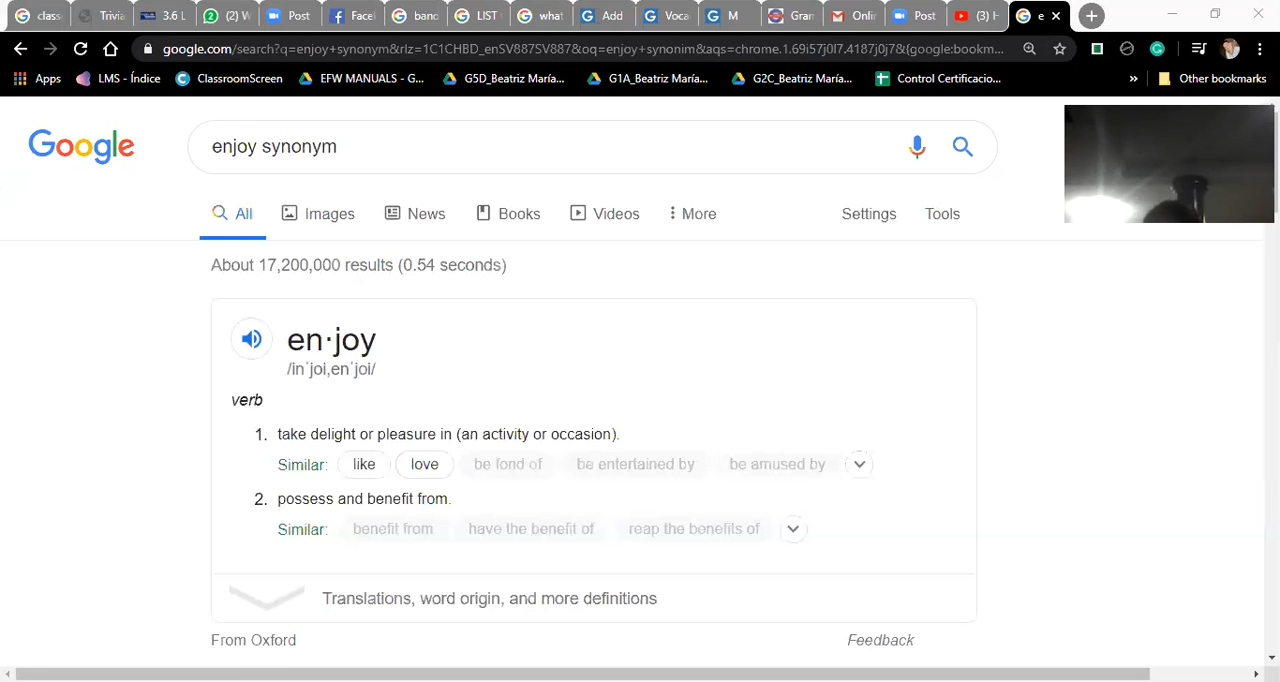 class Trivia 3.6 L (2) W Post Face banc LIST what Add Voca M Gran Onlin Post (3) H e
google.com/search?q=enjoy+synonym&rlz=1C1CHBD_enSV887SV887&oq=enjoy+synonim&aqs=chrome.1.69i57j0l7.4187j0j7&{google:bookm...
Apps LMS - Índice ClassroomScreen EFW MANUALS - G... G5D_Beatriz María... G1A_Beatriz María... G2C_Beatriz María... Control Certificacio... » Other bookmarks
Google enjoy synonym
All Images News Books Videos More Settings Tools
About 17,200,000 results (0.54 seconds)
en·joy
/inˈjoi,enˈjoi/
verb
1. take delight or pleasure in (an activity or occasion).
Similar: like love be fond of be entertained by be amused by
2. possess and benefit from.
Similar: benefit from have the benefit of reap the benefits of
Translations, word origin, and more definitions
From Oxford Feedback